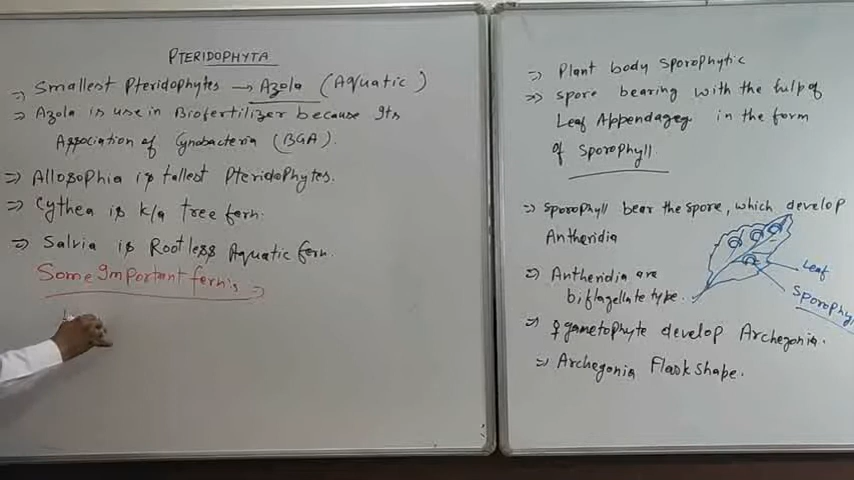 PTERIDOPHYTA
=> Smallest Pteridophytes → Azola (Aquatic)
=> Azola is use in Biofertilizer because Its
Association of Cynobacteria (BGA).
=> Allosophia is tallest Pteridophytes.
=> Cythea is k/a tree fern.
=> Salvia is Rootless Aquatic fern.
Some Important fern's =>
=> Plant body sporophytic
=> spore bearing with the fulp of
Leaf Appendages in the form
of Sporophyll.
=> Sporophyll bear the spore, which develop
Antheridia
=> Antheridia are
biflagellate type.
Leaf
Sporophyll
=> ♀ gametophyte develop Archegonia.
=> Archegonia Flask shape.